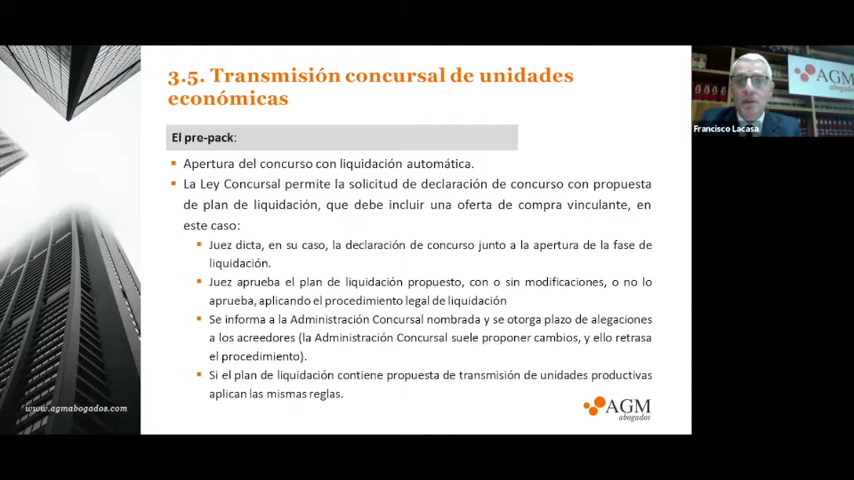 3.5. Transmisión concursal de unidades
económicas
El pre-pack:
Apertura del concurso con liquidación automática.
La Ley Concursal permite la solicitud de declaración de concurso con propuesta
de plan de liquidación, que debe incluir una oferta de compra vinculante, en
este caso:
Juez dicta, en su caso, la declaración de concurso junto a la apertura de la fase de
liquidación.
Juez aprueba el plan de liquidación propuesto, con o sin modificaciones, o no lo
aprueba, aplicando el procedimiento legal de liquidación
Se informa a la Administración Concursal nombrada y se otorga plazo de alegaciones
a los acreedores (la Administración Concursal suele proponer cambios, y ello retrasa
el procedimiento).
Si el plan de liquidación contiene propuesta de transmisión de unidades productivas
aplican las mismas reglas.
www.agmabogados.com
AGM
abogados
AGM
abogados
Francisco Lacasa